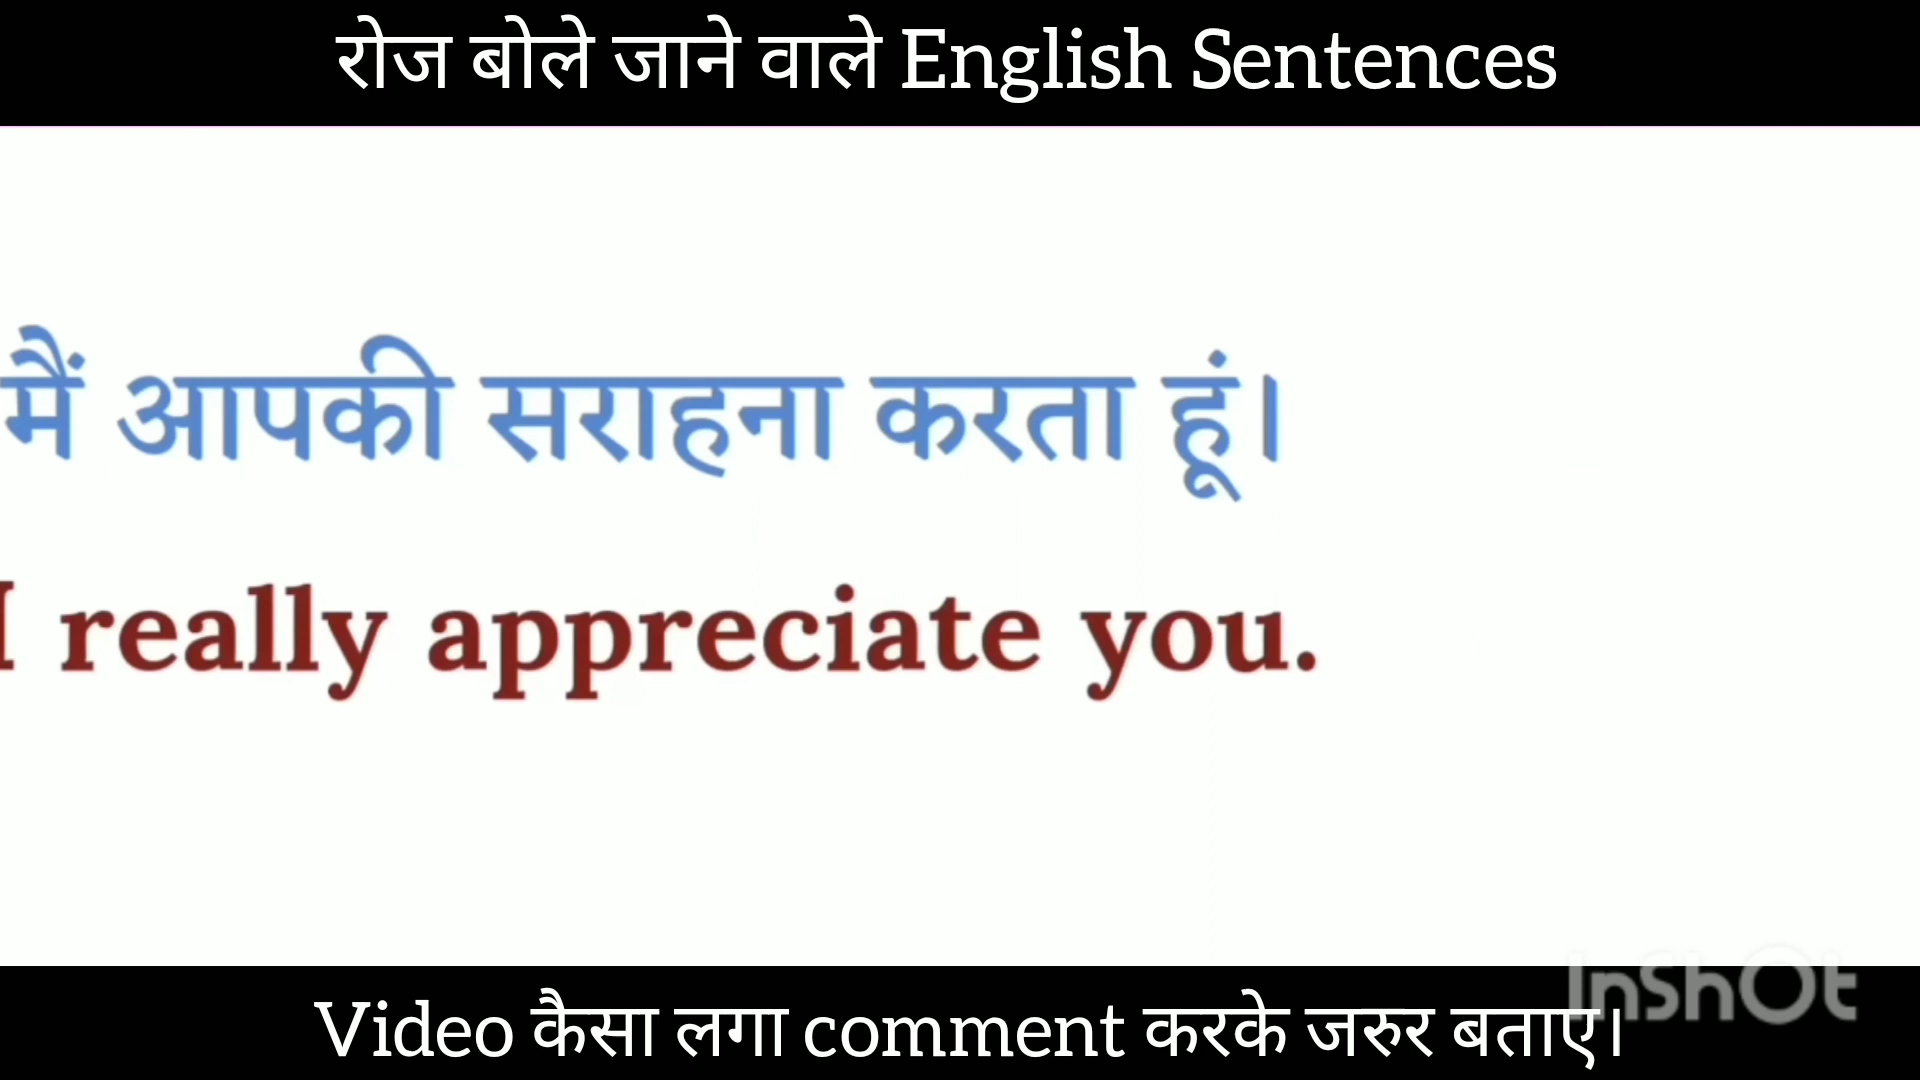 रोज बोले जाने वाले English Sentences
मैं आपकी सराहना करता हूं।
I really appreciate you.
InShOt
Video कैसा लगा comment करके जरुर बताए।